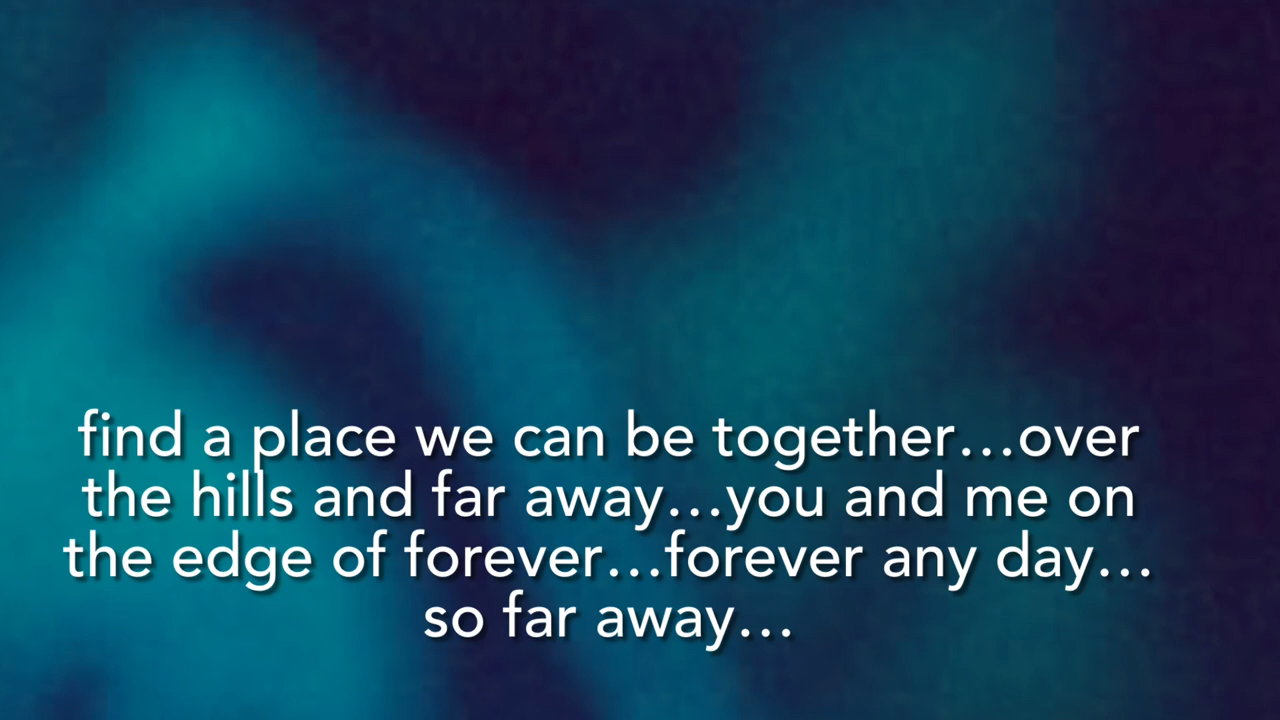 find a place we can be together…over
the hills and far away…you and me on
the edge of forever…forever any day…
so far away…